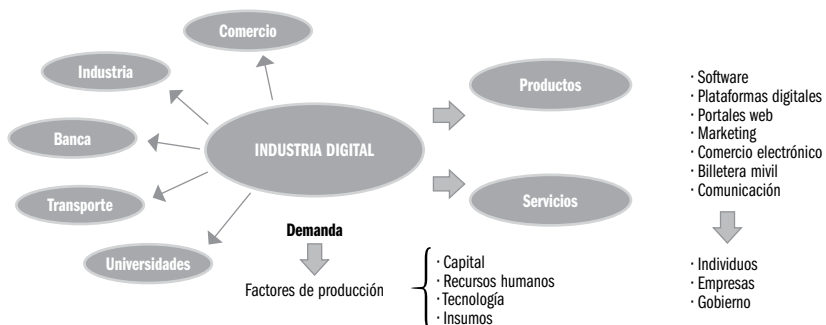 Comercio
Industria
Banca
Transporte
Universidades
INDUSTRIA DIGITAL
Productos
Servicios
Demanda
Factores de producción
· Capital
· Recursos humanos
· Tecnología
· Insumos
· Software
· Plataformas digitales
· Portales web
· Marketing
· Comercio electrónico
· Billetera mivil
· Comunicación
· Individuos
· Empresas
· Gobierno